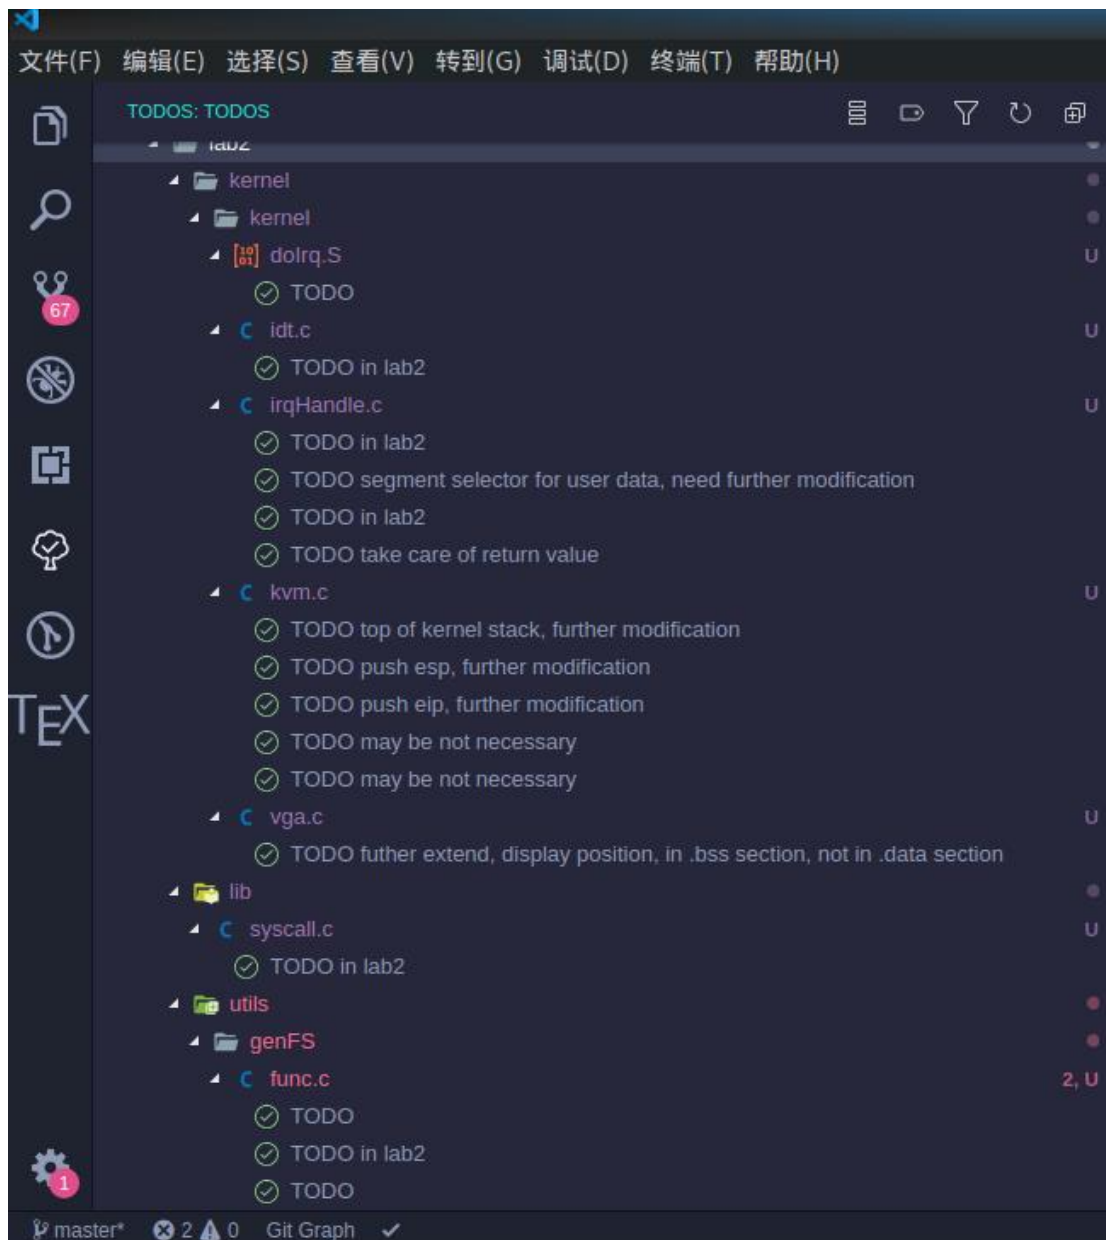 文件(F) 编辑(E) 选择(S) 查看(V) 转到(G) 调试(D) 终端(T) 帮助(H)
TODOS: TODOS
lab2
kernel
kernel
doIrq.S U
TODO
67
idt.c U
TODO in lab2
irqHandle.c U
TODO in lab2
TODO segment selector for user data, need further modification
TODO in lab2
TODO take care of return value
kvm.c U
TODO top of kernel stack, further modification
TODO push esp, further modification
TODO push eip, further modification
TEX
TODO may be not necessary
TODO may be not necessary
vga.c U
TODO futher extend, display position, in .bss section, not in .data section
lib
syscall.c U
TODO in lab2
utils
genFS
func.c 2, U
TODO
TODO in lab2
1
TODO
master* 2 0 Git Graph